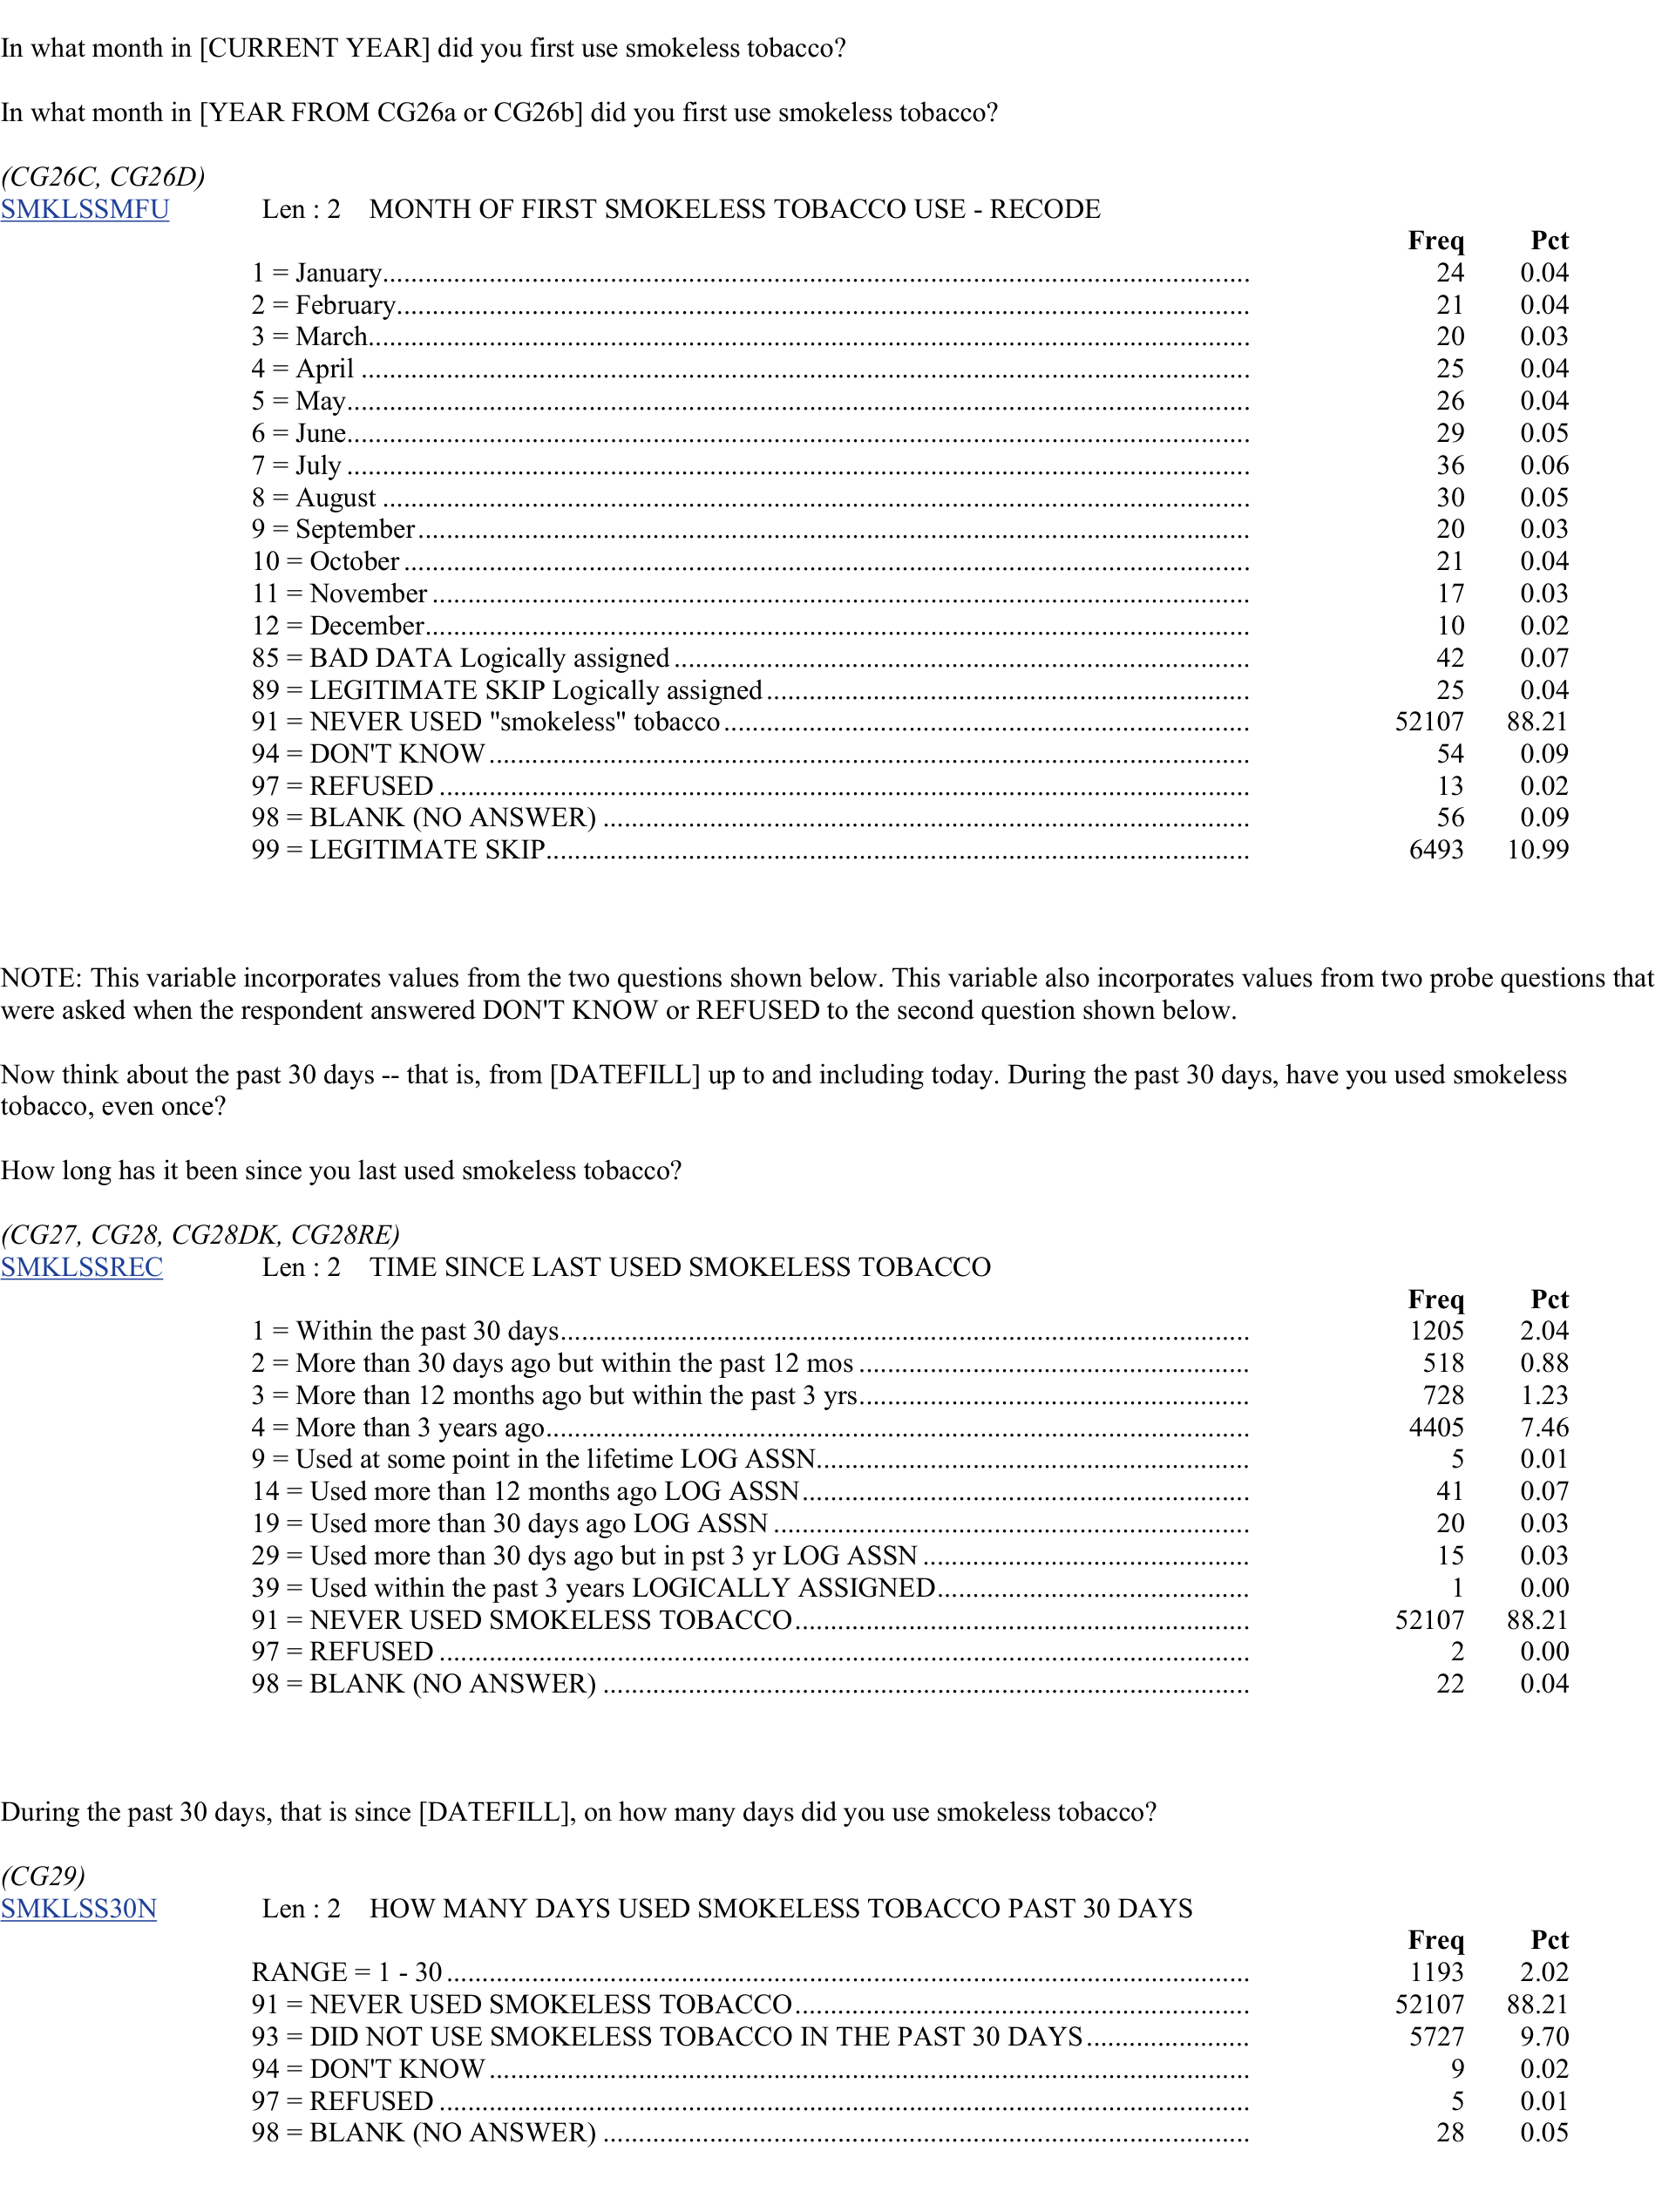 In what month in [CURRENT YEAR] did you first use smokeless tobacco?
In what month in [YEAR FROM CG26a or CG26b] did you first use smokeless tobacco?
(CG26C, CG26D)
SMKLSSMFU Len : 2 MONTH OF FIRST SMOKELESS TOBACCO USE - RECODE
Freq Pct
1 = January 24 0.04
2 = February 21 0.04
3 = March 20 0.03
4 = April 25 0.04
5 = May 26 0.04
6 = June 29 0.05
7 = July 36 0.06
8 = August 30 0.05
9 = September 20 0.03
10 = October 21 0.04
11 = November 17 0.03
12 = December 10 0.02
85 = BAD DATA Logically assigned 42 0.07
89 = LEGITIMATE SKIP Logically assigned 25 0.04
91 = NEVER USED "smokeless" tobacco 52107 88.21
94 = DON'T KNOW 54 0.09
97 = REFUSED 13 0.02
98 = BLANK (NO ANSWER) 56 0.09
99 = LEGITIMATE SKIP 6493 10.99
NOTE: This variable incorporates values from the two questions shown below. This variable also incorporates values from two probe questions that
were asked when the respondent answered DON'T KNOW or REFUSED to the second question shown below.
Now think about the past 30 days -- that is, from [DATEFILL] up to and including today. During the past 30 days, have you used smokeless
tobacco, even once?
How long has it been since you last used smokeless tobacco?
(CG27, CG28, CG28DK, CG28RE)
SMKLSSREC Len : 2 TIME SINCE LAST USED SMOKELESS TOBACCO
Freq Pct
1 = Within the past 30 days 1205 2.04
2 = More than 30 days ago but within the past 12 mos 518 0.88
3 = More than 12 months ago but within the past 3 yrs 728 1.23
4 = More than 3 years ago 4405 7.46
9 = Used at some point in the lifetime LOG ASSN 5 0.01
14 = Used more than 12 months ago LOG ASSN 41 0.07
19 = Used more than 30 days ago LOG ASSN 20 0.03
29 = Used more than 30 dys ago but in pst 3 yr LOG ASSN 15 0.03
39 = Used within the past 3 years LOGICALLY ASSIGNED 1 0.00
91 = NEVER USED SMOKELESS TOBACCO 52107 88.21
97 = REFUSED 2 0.00
98 = BLANK (NO ANSWER) 22 0.04
During the past 30 days, that is since [DATEFILL], on how many days did you use smokeless tobacco?
(CG29)
SMKLSS30N Len : 2 HOW MANY DAYS USED SMOKELESS TOBACCO PAST 30 DAYS
Freq Pct
RANGE = 1 - 30 1193 2.02
91 = NEVER USED SMOKELESS TOBACCO 52107 88.21
93 = DID NOT USE SMOKELESS TOBACCO IN THE PAST 30 DAYS 5727 9.70
94 = DON'T KNOW 9 0.02
97 = REFUSED 5 0.01
98 = BLANK (NO ANSWER) 28 0.05